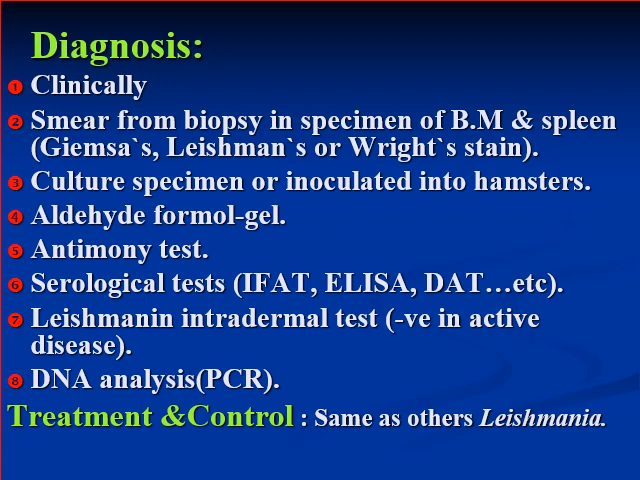 Diagnosis:
❶ Clinically
❷ Smear from biopsy in specimen of B.M & spleen
(Giemsa`s, Leishman`s or Wright`s stain).
❸ Culture specimen or inoculated into hamsters.
❹ Aldehyde formol-gel.
❺ Antimony test.
❻ Serological tests (IFAT, ELISA, DAT…etc).
❼ Leishmanin intradermal test (-ve in active
disease).
❽ DNA analysis(PCR).
Treatment &Control : Same as others Leishmania.